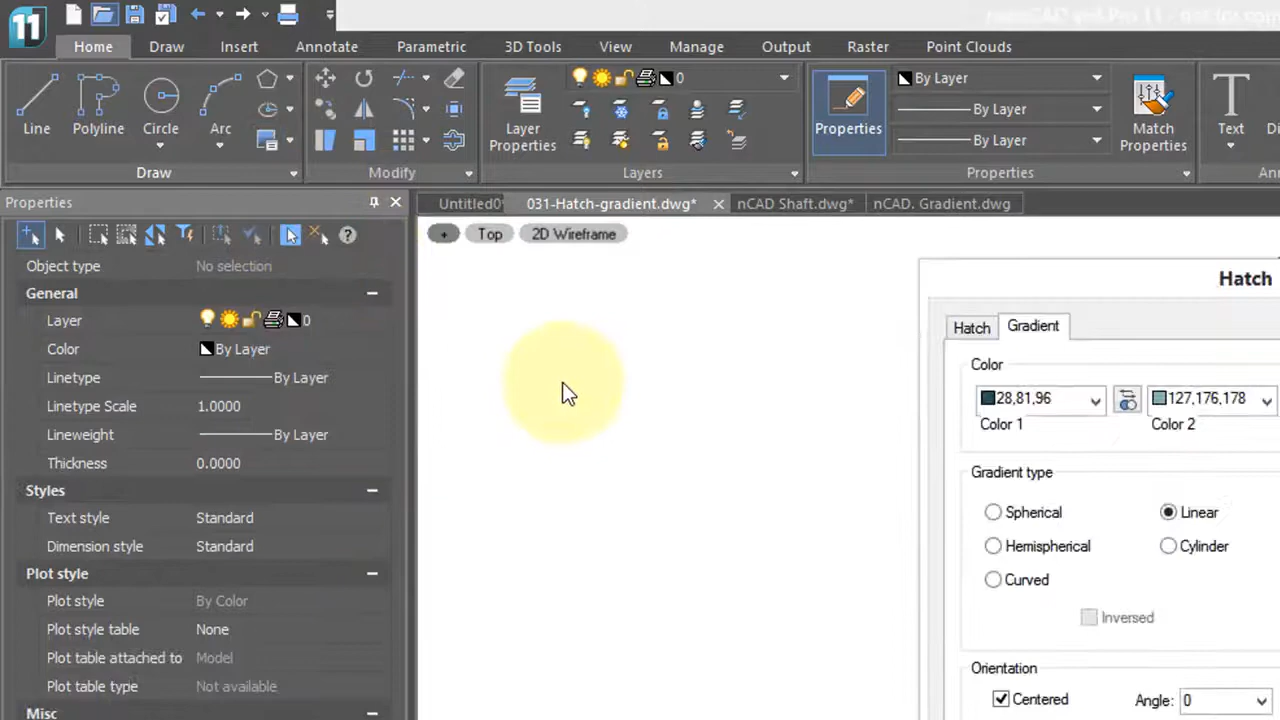 11
Home Draw Insert Annotate Parametric 3D Tools View Manage Output Raster Point Clouds
0
By Layer
By Layer
By Layer
Line Polyline Circle Arc
Layer Properties
Properties
Match Properties
Text
Draw Modify Layers Properties
Properties
Untitled0 031-Hatch-gradient.dwg* nCAD Shaft.dwg* nCAD. Gradient.dwg
+ Top 2D Wireframe
Object type No selection
General
Layer 0
Color By Layer
Linetype By Layer
Linetype Scale 1.0000
Lineweight By Layer
Thickness 0.0000
Styles
Text style Standard
Dimension style Standard
Plot style
Plot style By Color
Plot style table None
Plot table attached to Model
Plot table type Not available
Misc
Hatch
Hatch Gradient
Color
28,81,96 127,176,178
Color 1 Color 2
Gradient type
Spherical Linear
Hemispherical Cylinder
Curved
Inversed
Orientation
Centered Angle: 0